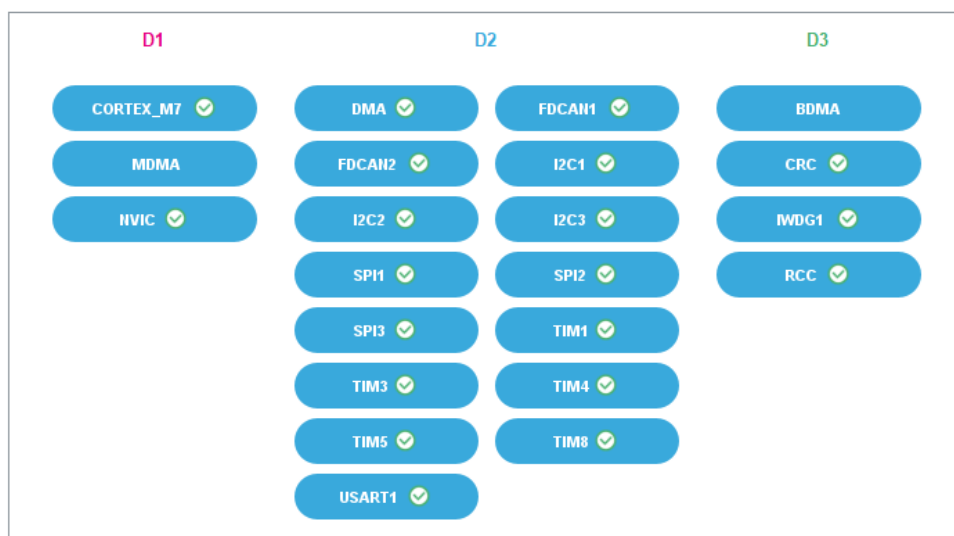 D1 D2 D3
CORTEX_M7 DMA FDCAN1 BDMA
MDMA FDCAN2 I2C1 CRC
NVIC I2C2 I2C3 IWDG1
SPI1 SPI2 RCC
SPI3 TIM1
TIM3 TIM4
TIM5 TIM8
USART1